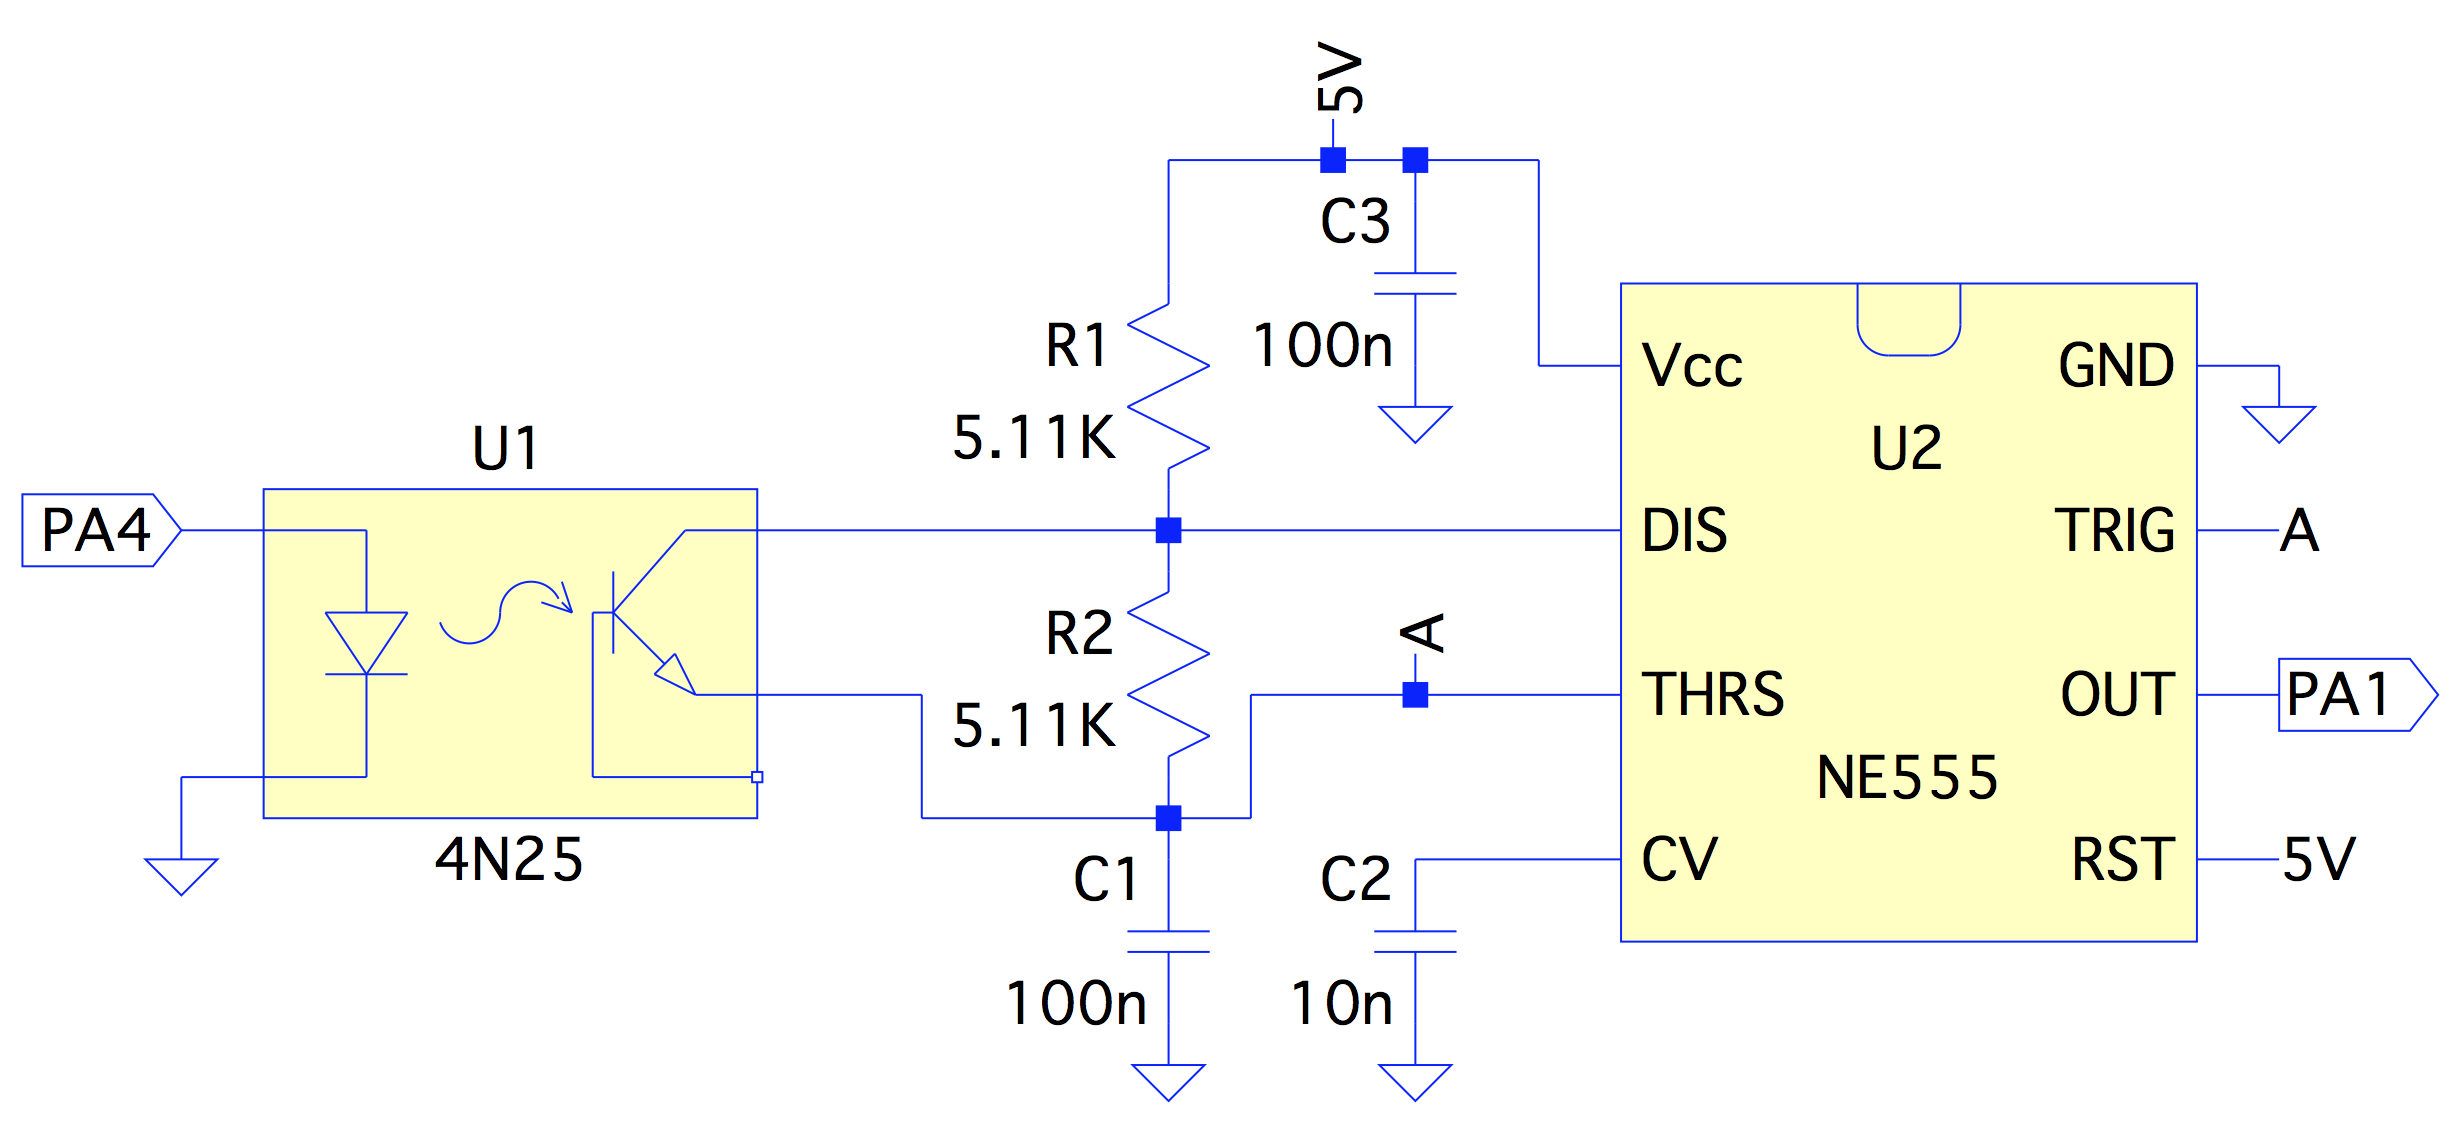 5V
C3
100n
R1
5.11K
U1
PA4
4N25
R2
5.11K
A
C1
100n
C2
10n
Vcc
GND
U2
DIS
TRIG
A
THRS
OUT
PA1
NE555
CV
RST
5V